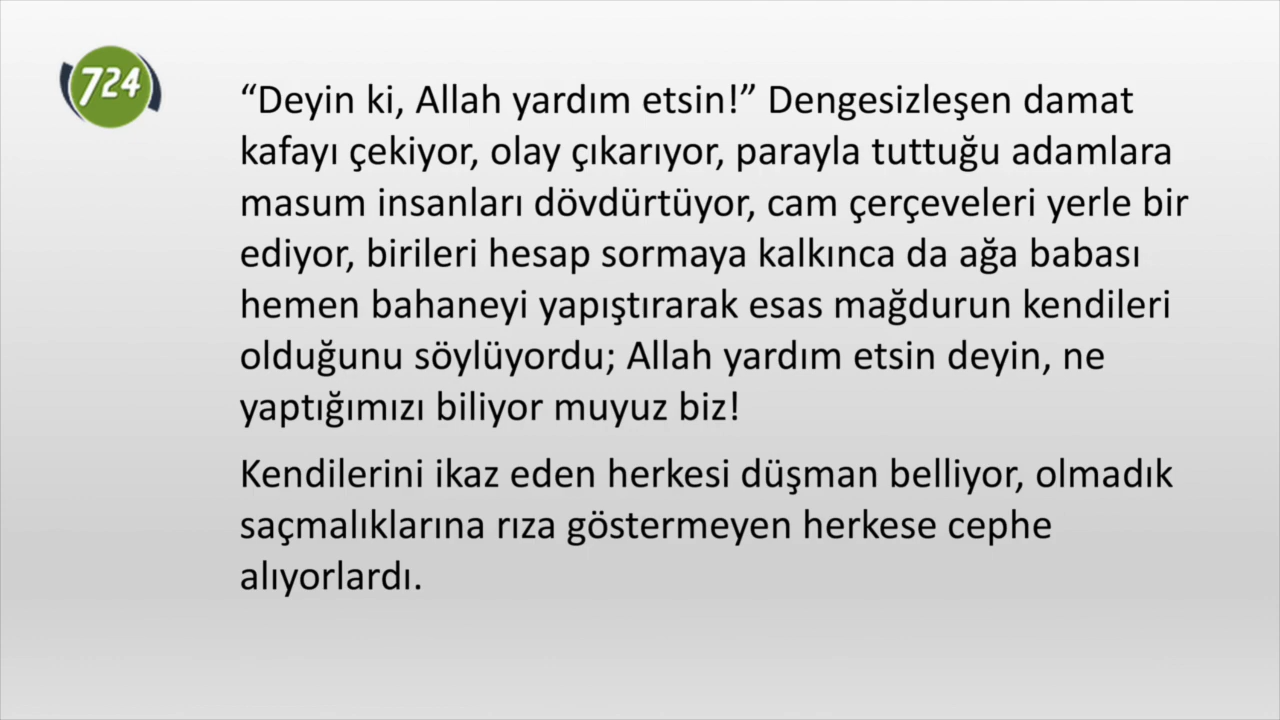 724
“Deyin ki, Allah yardım etsin!” Dengesizleşen damat
kafayı çekiyor, olay çıkarıyor, parayla tuttuğu adamlara
masum insanları dövdürtüyor, cam çerçeveleri yerle bir
ediyor, birileri hesap sormaya kalkınca da ağa babası
hemen bahaneyi yapıştırarak esas mağdurun kendileri
olduğunu söylüyordu; Allah yardım etsin deyin, ne
yaptığımızı biliyor muyuz biz!
Kendilerini ikaz eden herkesi düşman belliyor, olmadık
saçmalıklarına rıza göstermeyen herkese cephe
alıyorlardı.